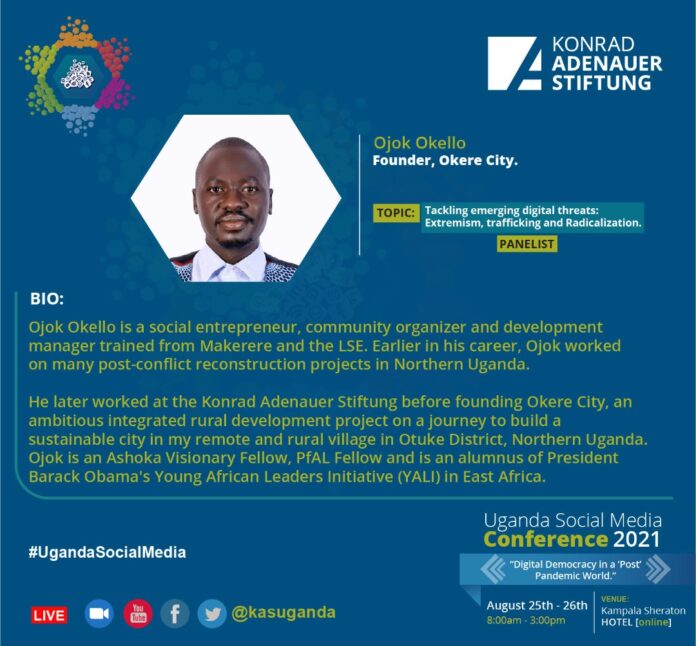 KONRAD
ADENAUER
STIFTUNG
Ojok Okello
Founder, Okere City.
TOPIC: Tackling emerging digital threats:
Extremism, trafficking and Radicalization.
PANELIST
BIO:
Ojok Okello is a social entrepreneur, community organizer and development
manager trained from Makerere and the LSE. Earlier in his career, Ojok worked
on many post-conflict reconstruction projects in Northern Uganda.
He later worked at the Konrad Adenauer Stiftung before founding Okere City, an
ambitious integrated rural development project on a journey to build a
sustainable city in my remote and rural village in Otuke District, Northern Uganda.
Ojok is an Ashoka Visionary Fellow, PfAL Fellow and is an alumnus of President
Barack Obama's Young African Leaders Initiative (YALI) in East Africa.
#UgandaSocialMedia
LIVE
You
Tube
@kasuganda
Uganda Social Media
Conference 2021
“Digital Democracy in a ‘Post’
Pandemic World.”
August 25th - 26th
8:00am - 3:00pm
VENUE:
Kampala Sheraton
HOTEL [online]